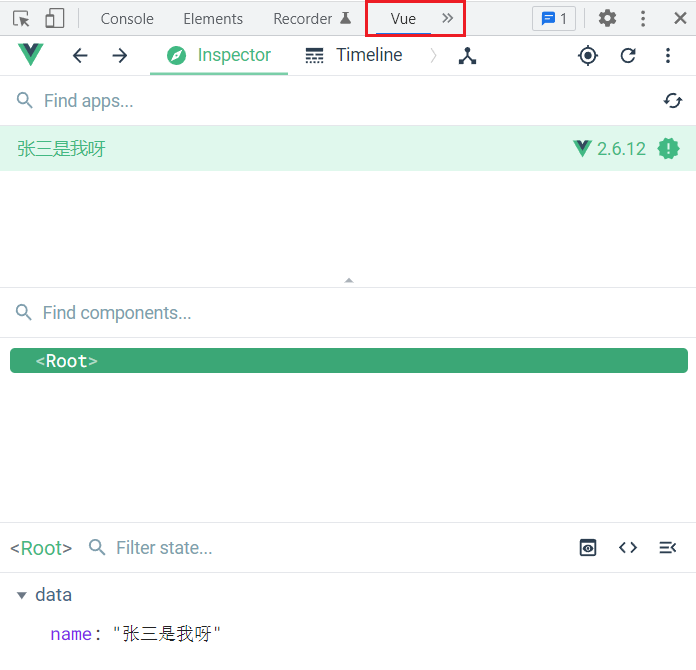 Console Elements Recorder Vue 1
Inspector Timeline
Find apps...
张三是我呀 2.6.12
Find components...
<Root>
<Root> Filter state...
data
name: "张三是我呀"